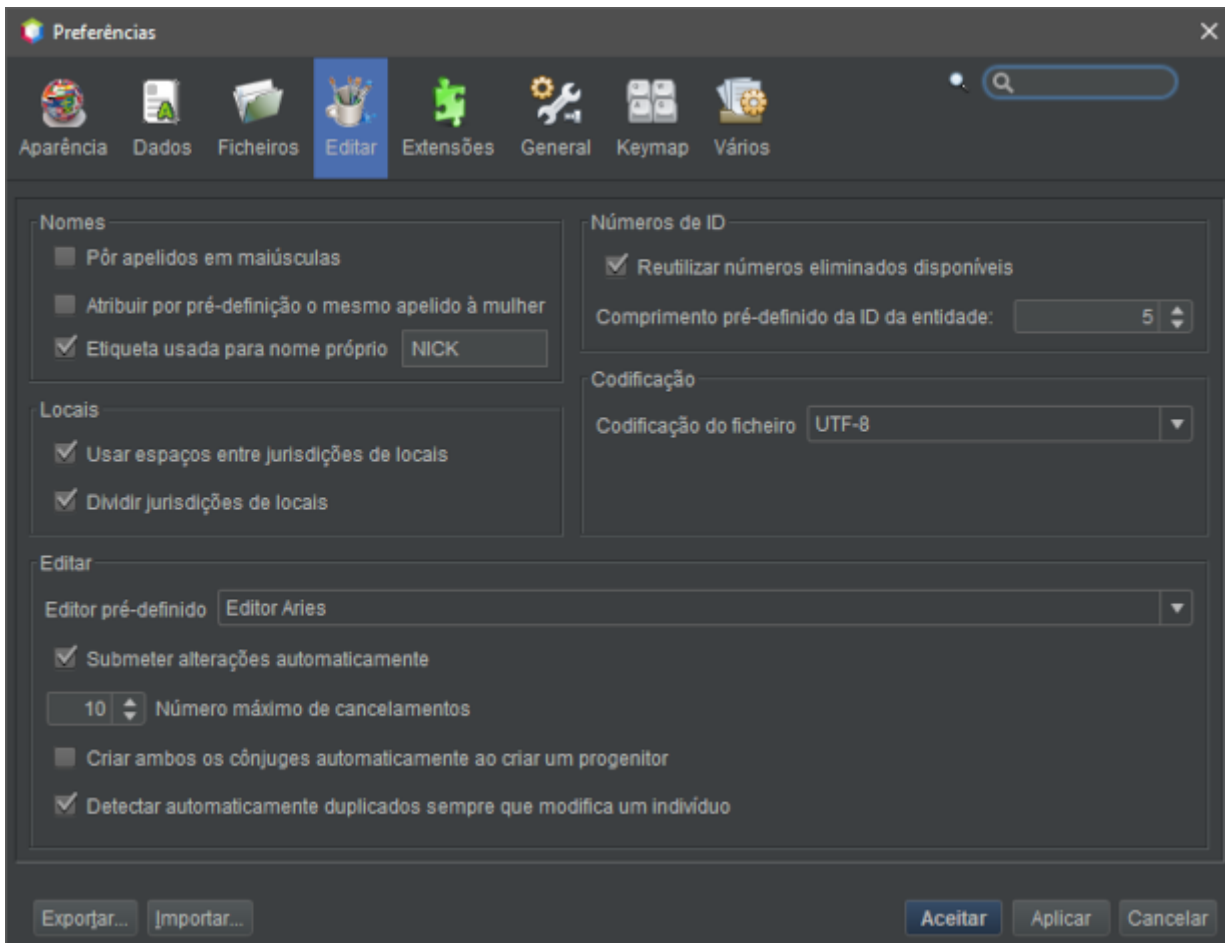 Preferências
Aparência Dados Ficheiros Editar Extensões General Keymap Vários
Nomes
Pôr apelidos em maiúsculas
Atribuir por pré-definição o mesmo apelido à mulher
Etiqueta usada para nome próprio NICK
Números de ID
Reutilizar números eliminados disponíveis
Comprimento pré-definido da ID da entidade: 5
Locais
Usar espaços entre jurisdições de locais
Dividir jurisdições de locais
Codificação
Codificação do ficheiro UTF-8
Editar
Editor pré-definido Editor Aries
Submeter alterações automaticamente
10 Número máximo de cancelamentos
Criar ambos os cônjuges automaticamente ao criar um progenitor
Detectar automaticamente duplicados sempre que modifica um indivíduo
Exportar... Importar... Aceitar Aplicar Cancelar